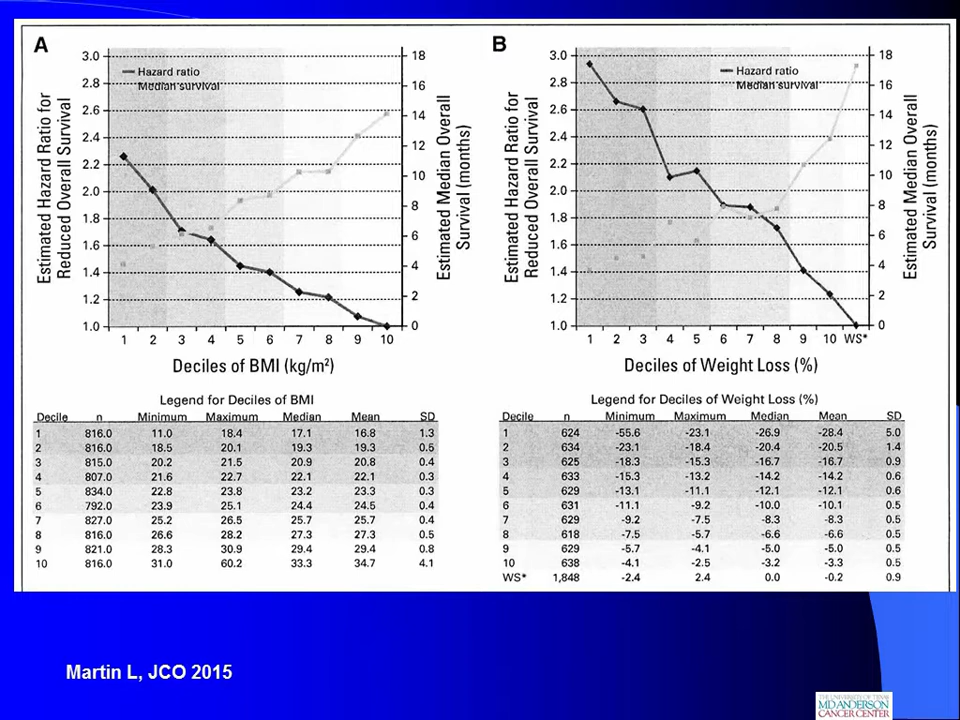 A
Estimated Hazard Ratio for
Reduced Overall Survival
3.0
2.8
2.6
2.4
2.2
2.0
1.8
1.6
1.4
1.2
1.0
Hazard ratio
Median survival
18
16
14
12
10
8
6
4
2
0
Estimated Median Overall
Survival (months)
1 2 3 4 5 6 7 8 9 10
Deciles of BMI (kg/m²)
Legend for Deciles of BMI
Decile n Minimum Maximum Median Mean SD
1 816.0 11.0 18.4 17.1 16.8 1.3
2 816.0 18.5 20.1 19.3 19.3 0.5
3 815.0 20.2 21.5 20.9 20.8 0.4
4 807.0 21.6 22.7 22.1 22.1 0.3
5 834.0 22.8 23.8 23.2 23.3 0.3
6 792.0 23.9 25.1 24.4 24.5 0.4
7 827.0 25.2 26.5 25.7 25.7 0.4
8 816.0 26.6 28.2 27.3 27.3 0.5
9 821.0 28.3 30.9 29.4 29.4 0.8
10 816.0 31.0 60.2 33.3 34.7 4.1
B
Estimated Hazard Ratio for
Reduced Overall Survival
3.0
2.8
2.6
2.4
2.2
2.0
1.8
1.6
1.4
1.2
1.0
Hazard ratio
Median survival
18
16
14
12
10
8
6
4
2
0
Estimated Median Overall
Survival (months)
1 2 3 4 5 6 7 8 9 10 WS*
Deciles of Weight Loss (%)
Legend for Deciles of Weight Loss (%)
Decile n Minimum Maximum Median Mean SD
1 624 -55.6 -23.1 -26.9 -28.4 5.0
2 634 -23.1 -18.4 -20.4 -20.5 1.4
3 625 -18.3 -15.3 -16.7 -16.7 0.9
4 633 -15.3 -13.2 -14.2 -14.2 0.6
5 629 -13.1 -11.1 -12.1 -12.1 0.6
6 631 -11.1 -9.2 -10.0 -10.1 0.5
7 629 -9.2 -7.5 -8.3 -8.3 0.5
8 618 -7.5 -5.7 -6.6 -6.6 0.5
9 629 -5.7 -4.1 -5.0 -5.0 0.5
10 638 -4.1 -2.5 -3.2 -3.3 0.5
WS* 1,848 -2.4 2.4 0.0 -0.2 0.9
Martin L, JCO 2015
THE UNIVERSITY OF TEXAS
MD ANDERSON
CANCER CENTER